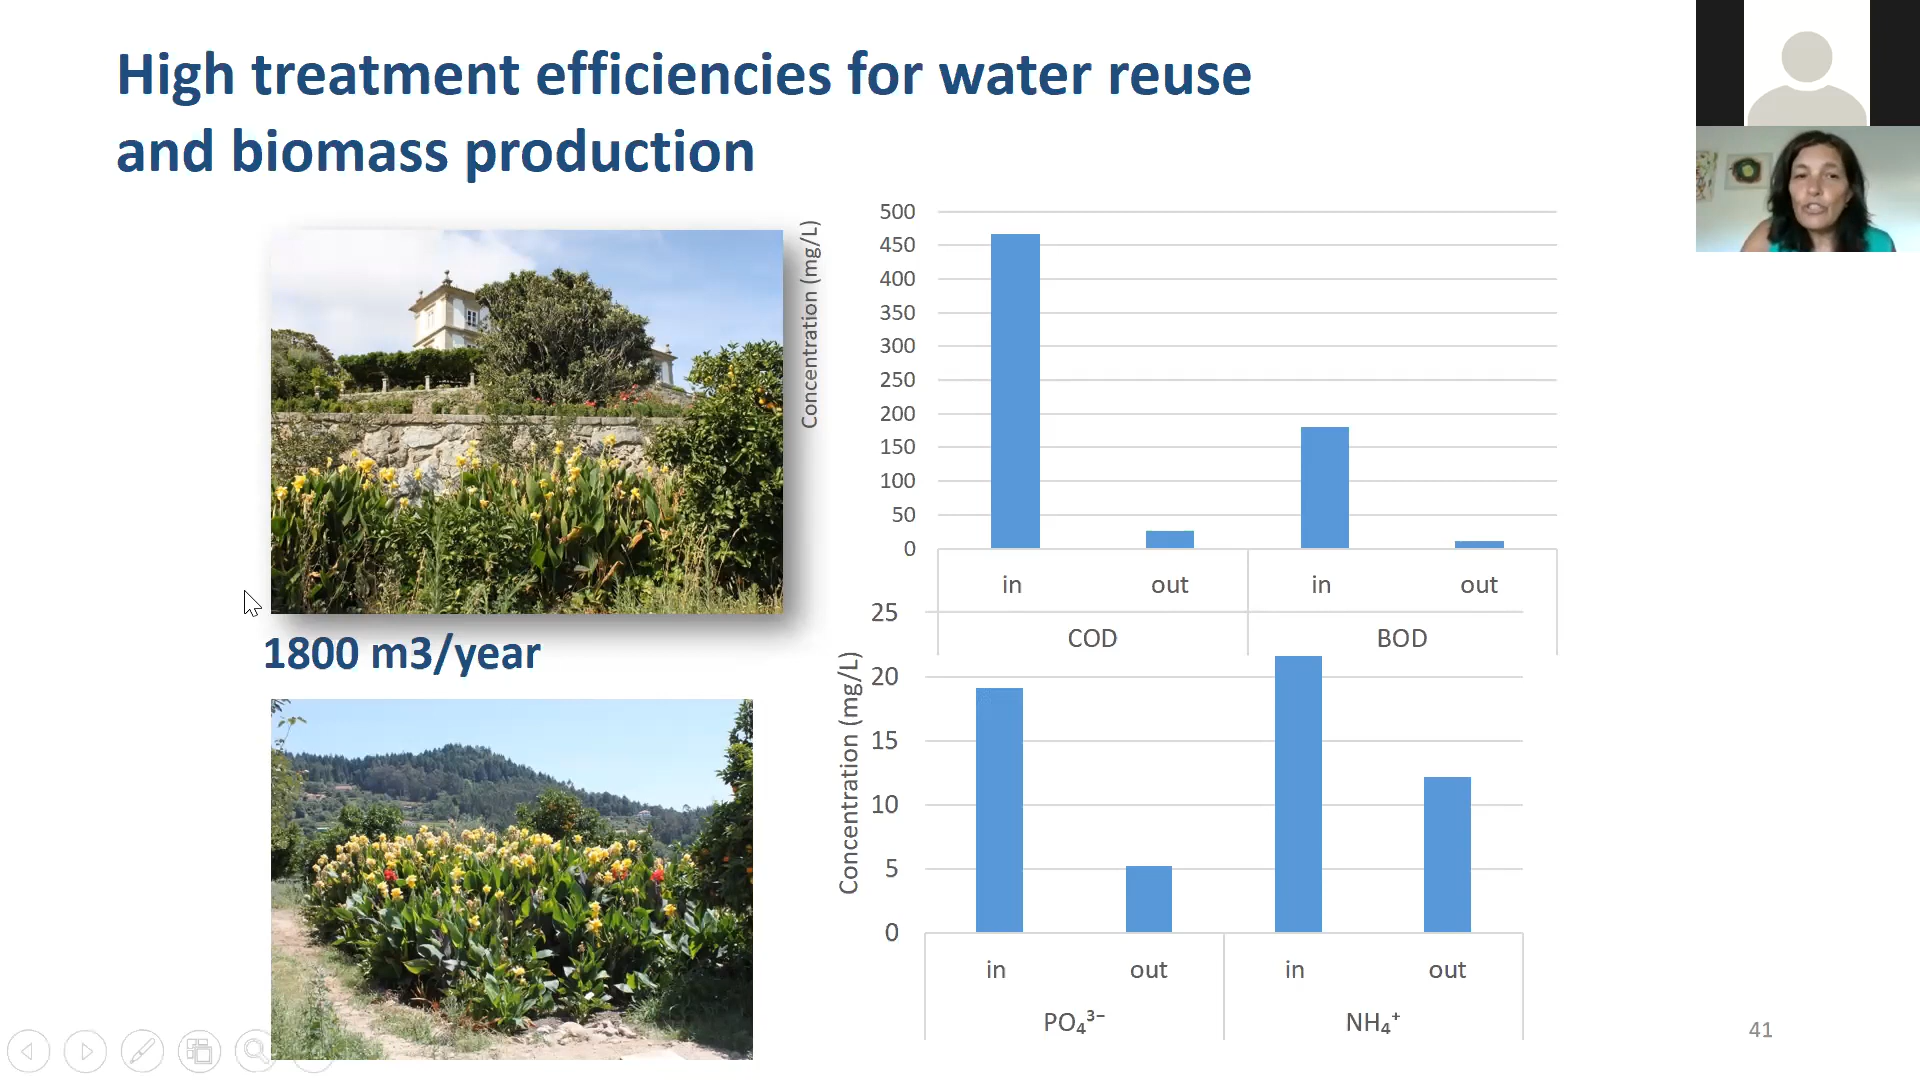 High treatment efficiencies for water reuse
and biomass production
Concentration (mg/L)
500
450
400
350
300
250
200
150
100
50
0
in out in out
COD BOD
1800 m3/year
Concentration (mg/L)
25
20
15
10
5
0
in out in out
PO₄³⁻ NH₄⁺
41